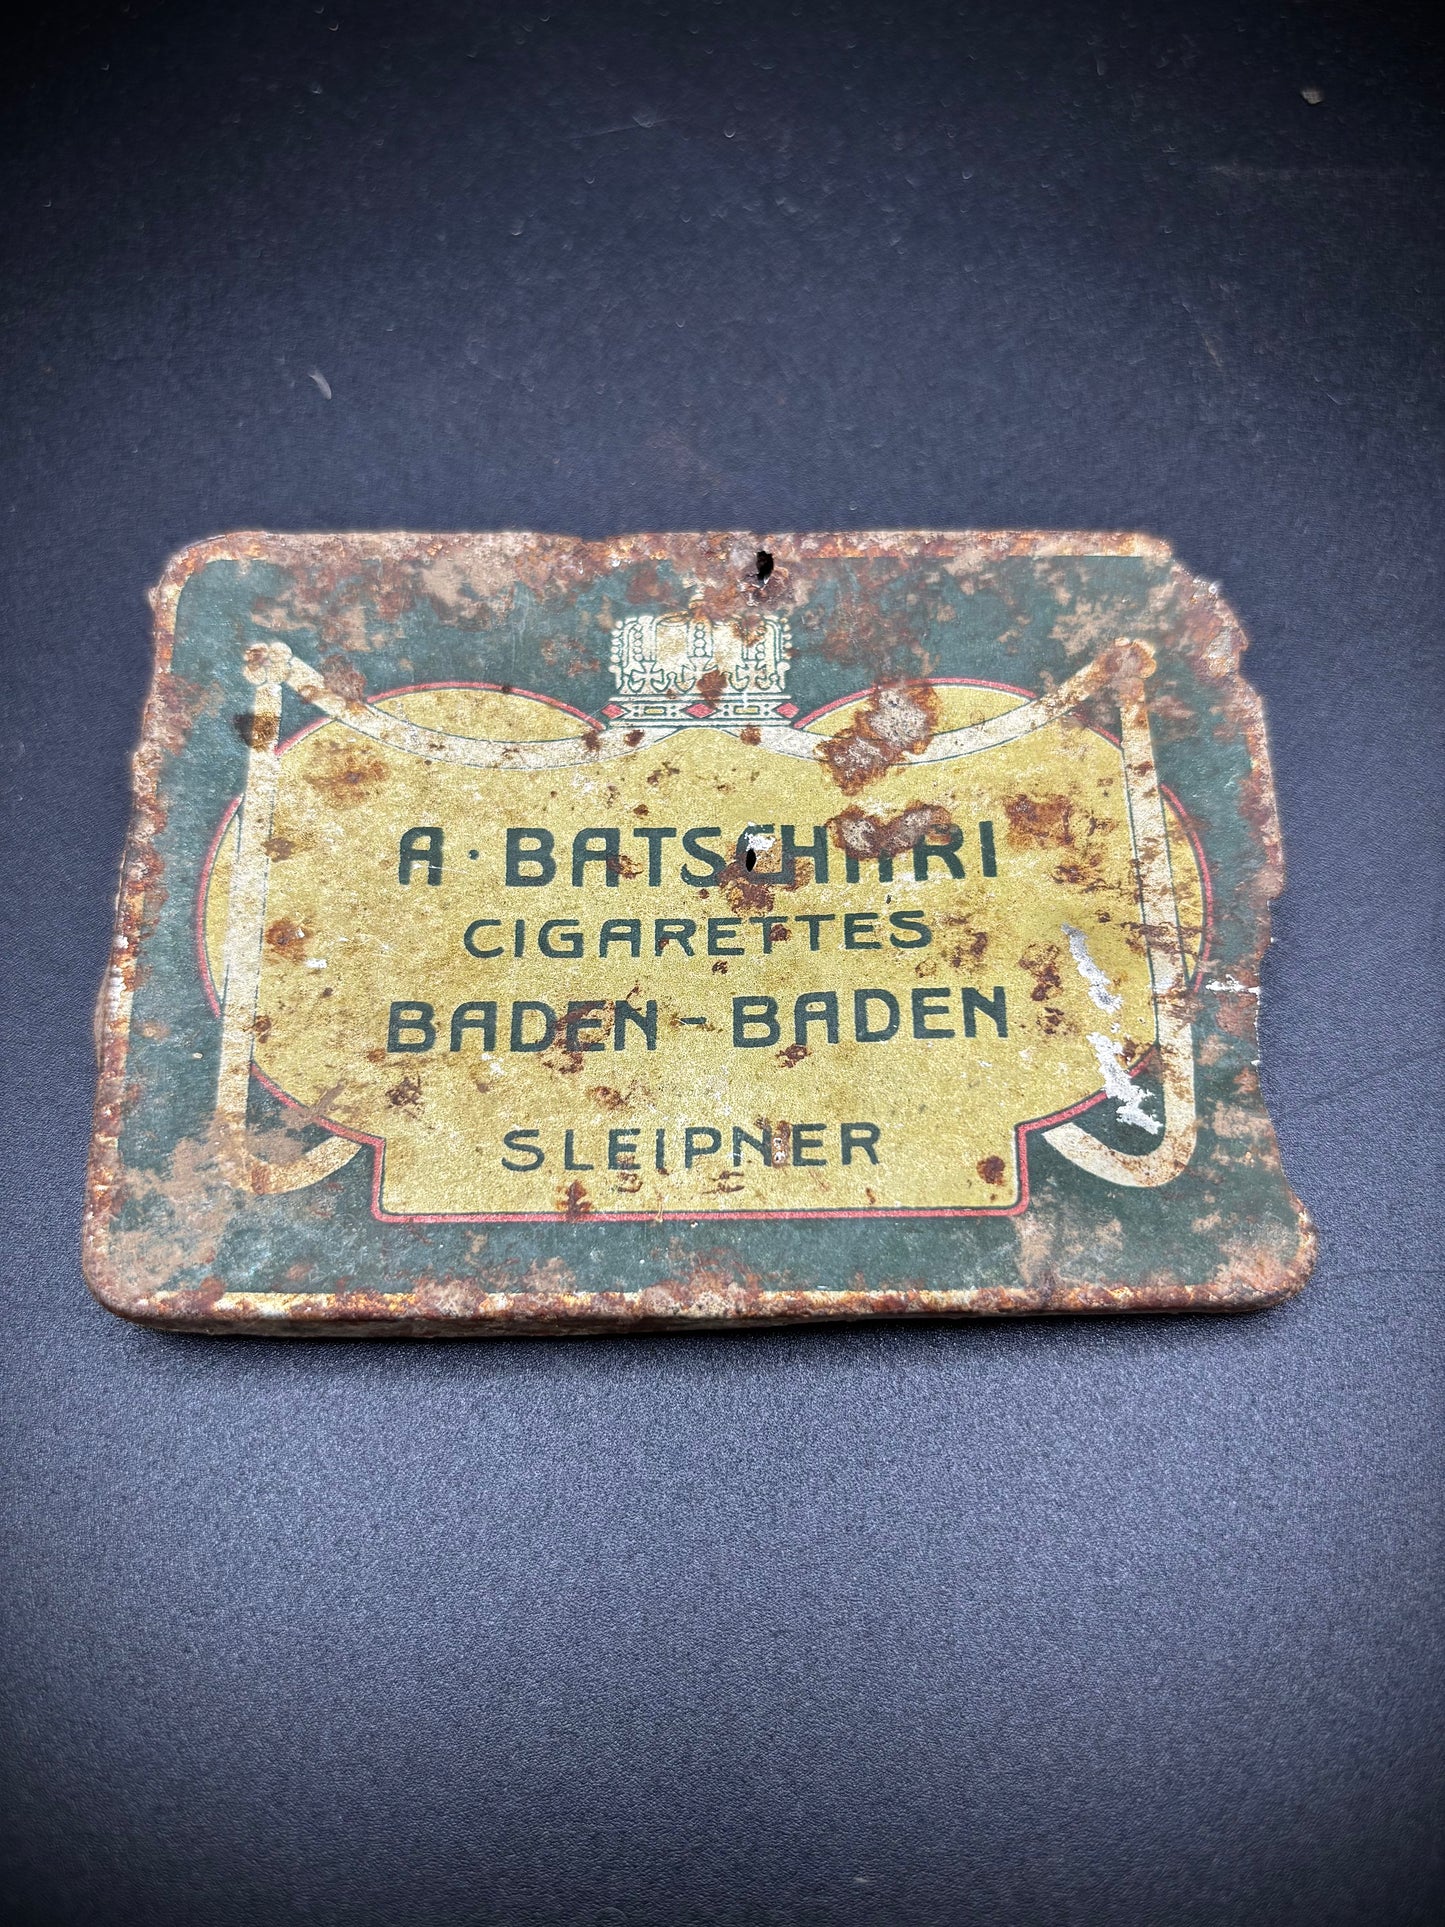 A · BATSCHARI
CIGARETTES
BADEN-BADEN
SLEIPNER